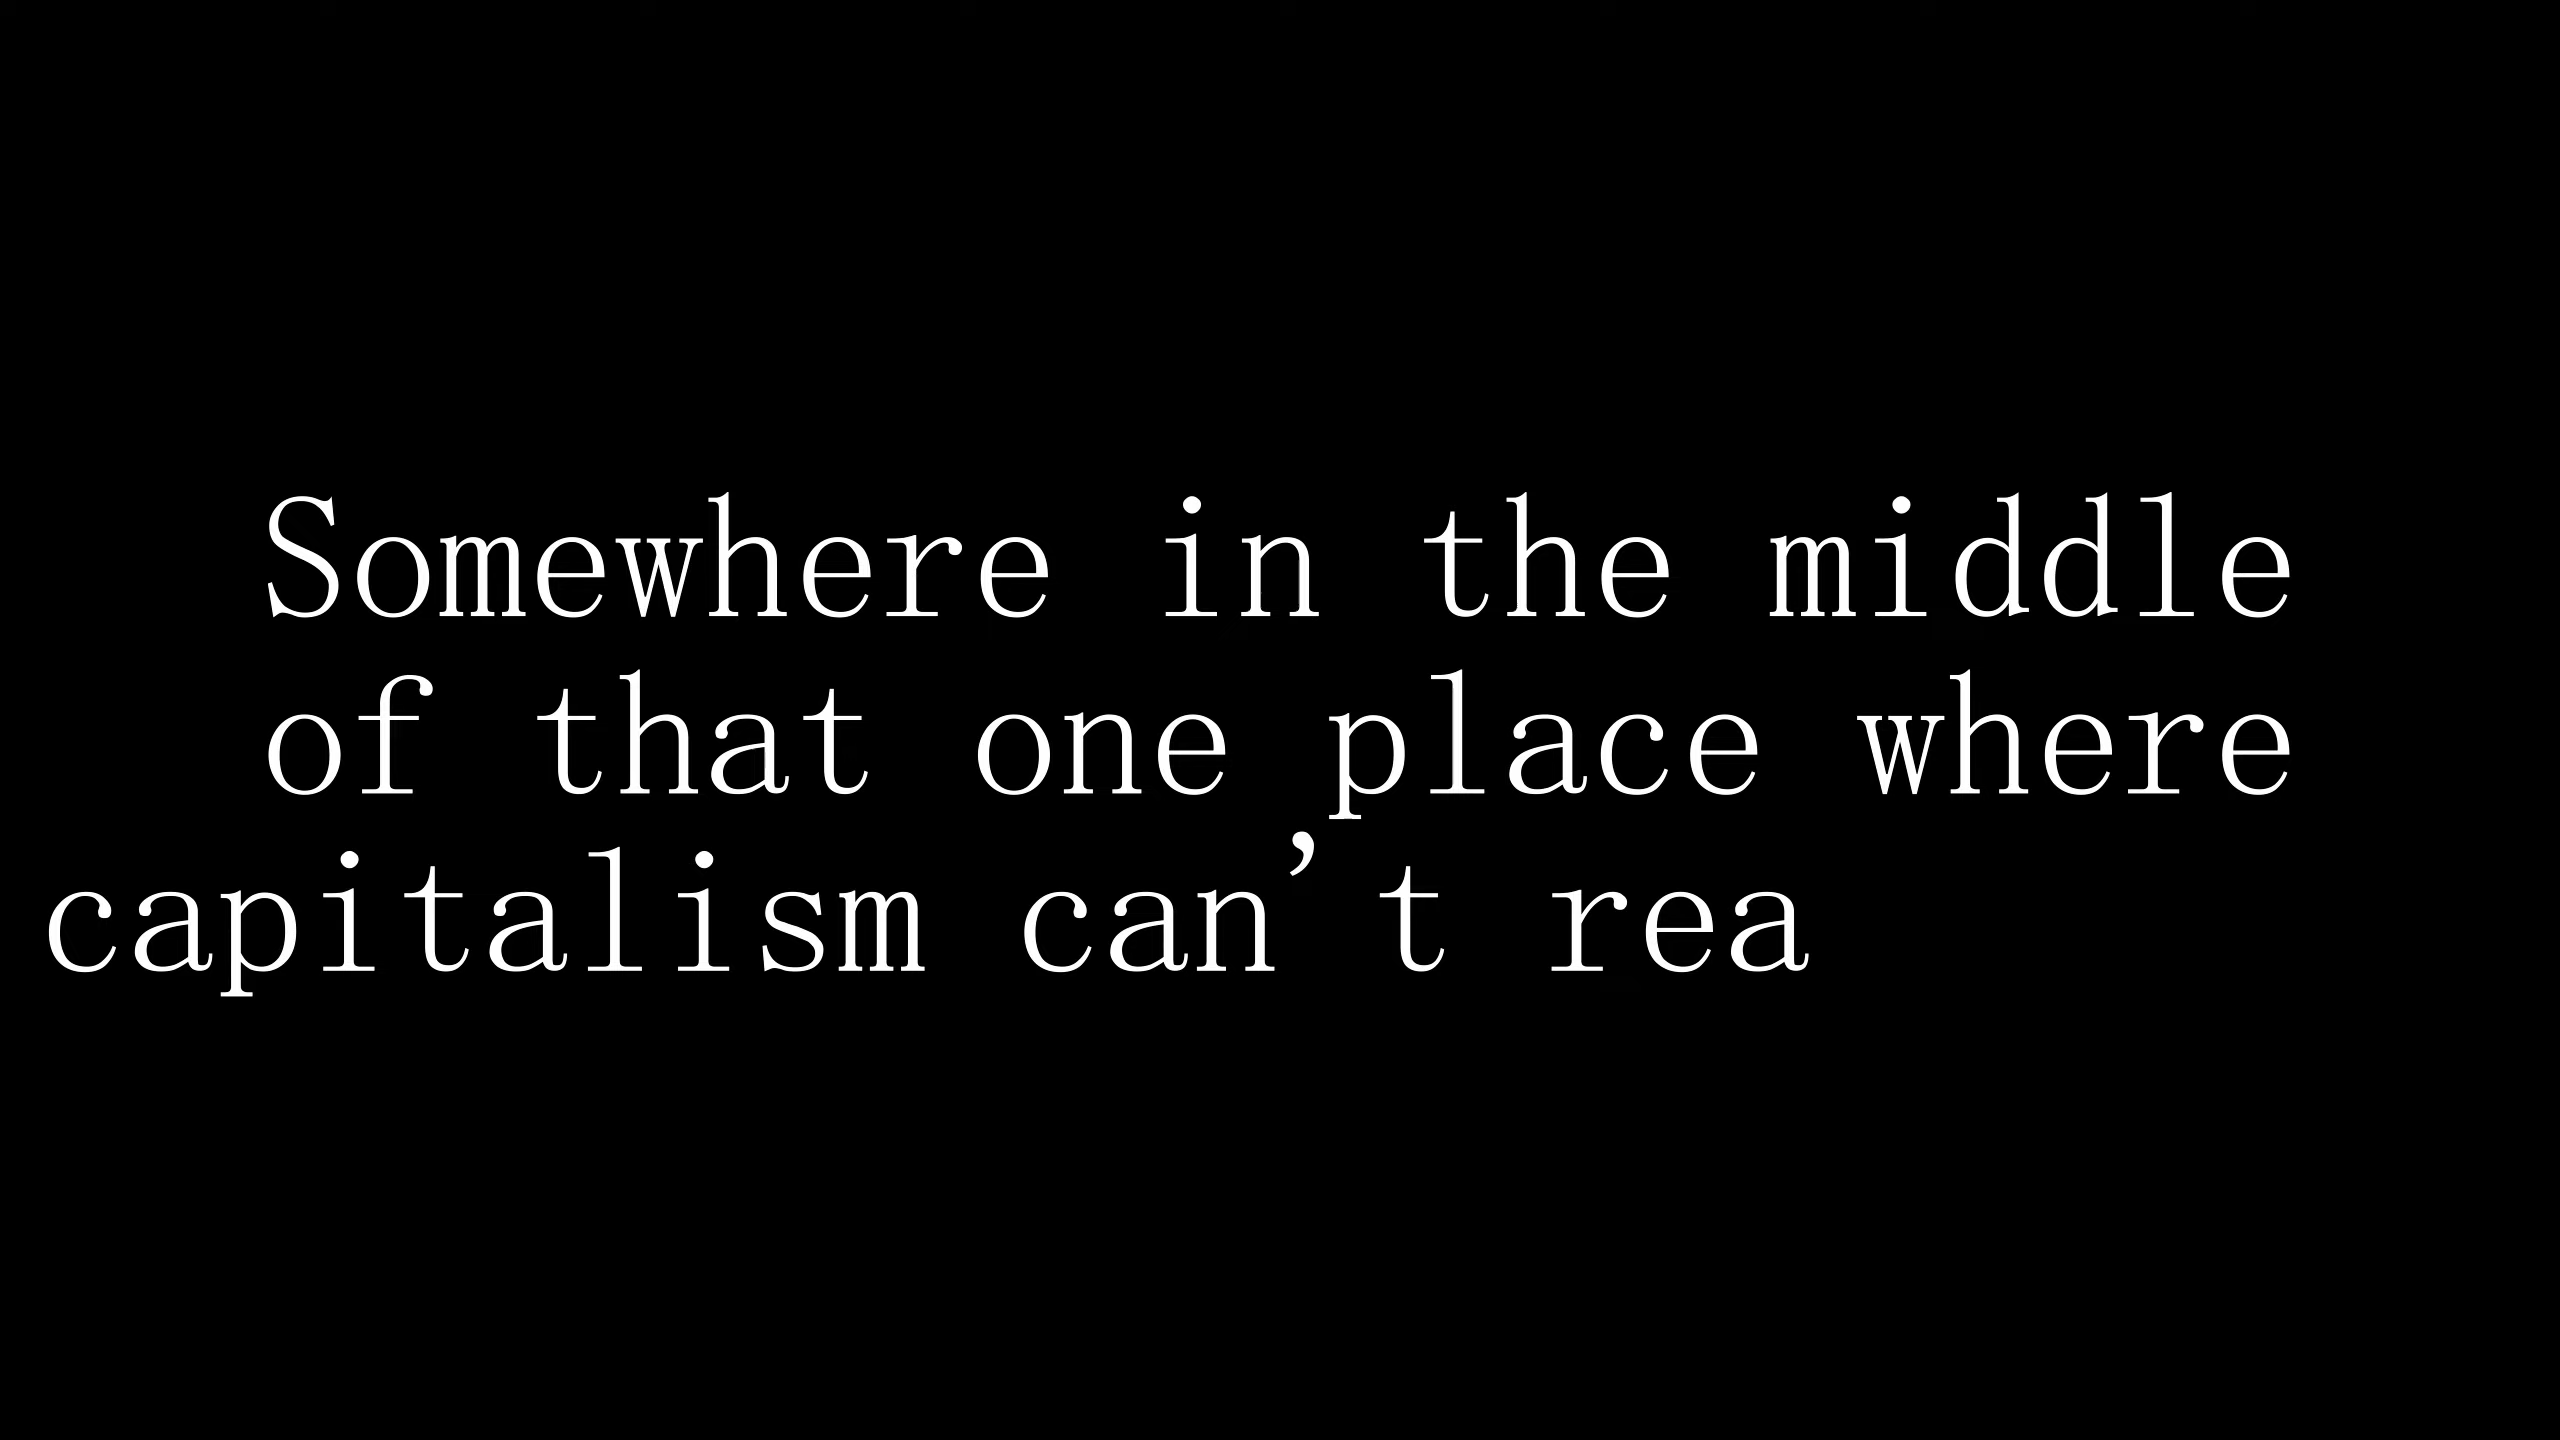 Somewhere in the middle
of that one place where
capitalism can't rea